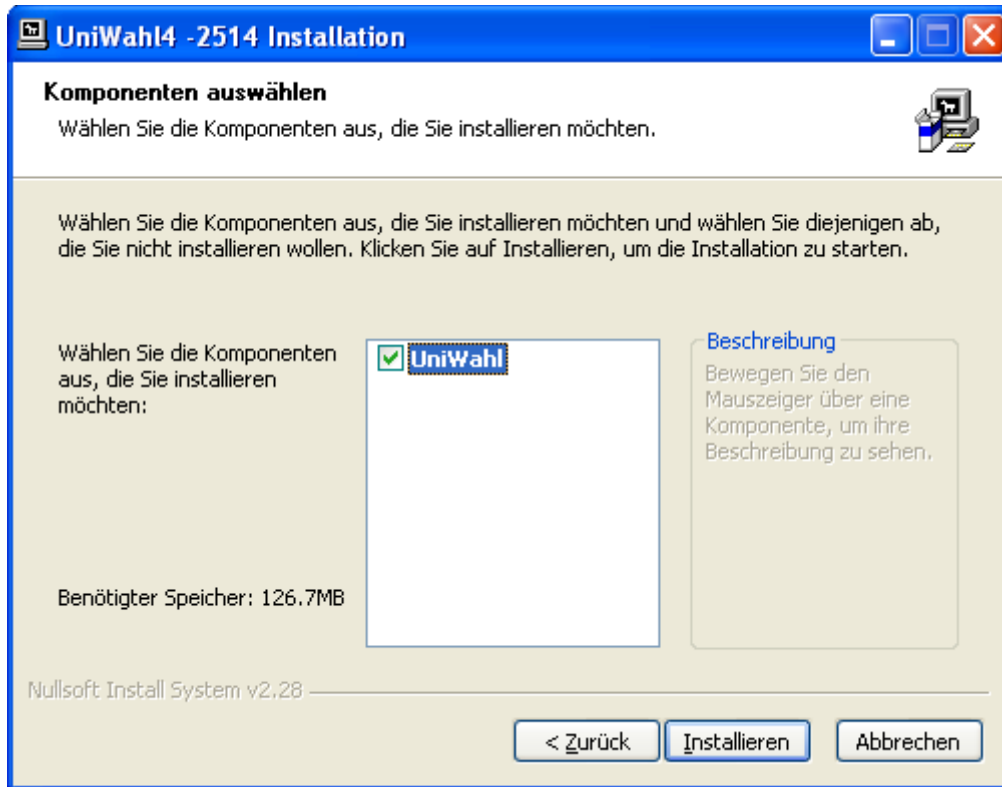 UniWahl4 -2514 Installation
Komponenten auswählen
Wählen Sie die Komponenten aus, die Sie installieren möchten.
Wählen Sie die Komponenten aus, die Sie installieren möchten und wählen Sie diejenigen ab,
die Sie nicht installieren wollen. Klicken Sie auf Installieren, um die Installation zu starten.
Wählen Sie die Komponenten
aus, die Sie installieren
möchten:
UniWahl
Beschreibung
Bewegen Sie den
Mauszeiger über eine
Komponente, um ihre
Beschreibung zu sehen.
Benötigter Speicher: 126.7MB
Nullsoft Install System v2.28
< Zurück
Installieren
Abbrechen